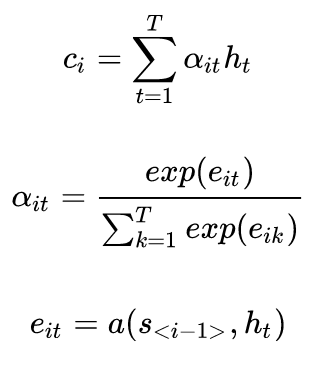 c_i = \sum_{t=1}^{T} \alpha_{it} h_t
\alpha_{it} = \frac{exp(e_{it})}{\sum_{k=1}^{T} exp(e_{ik})}
e_{it} = a(s_{<i-1>}, h_t)